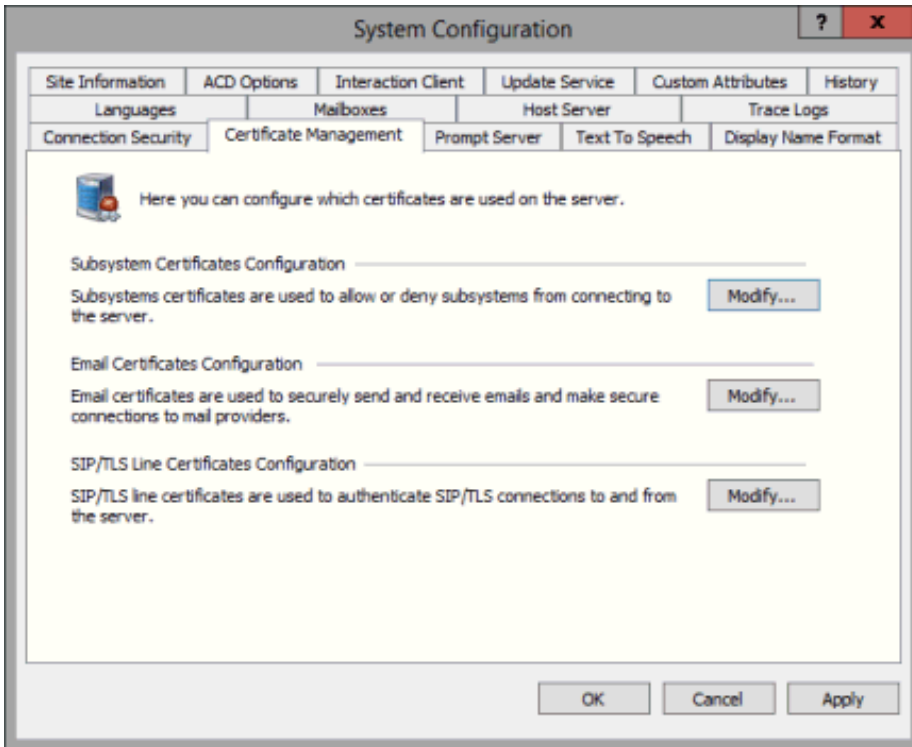 System Configuration
? x
Site Information ACD Options Interaction Client Update Service Custom Attributes History
Languages Mailboxes Host Server Trace Logs
Connection Security Certificate Management Prompt Server Text To Speech Display Name Format
Here you can configure which certificates are used on the server.
Subsystem Certificates Configuration
Subsystems certificates are used to allow or deny subsystems from connecting to
the server.
Modify...
Email Certificates Configuration
Email certificates are used to securely send and receive emails and make secure
connections to mail providers.
Modify...
SIP/TLS Line Certificates Configuration
SIP/TLS line certificates are used to authenticate SIP/TLS connections to and from
the server.
Modify...
OK Cancel Apply